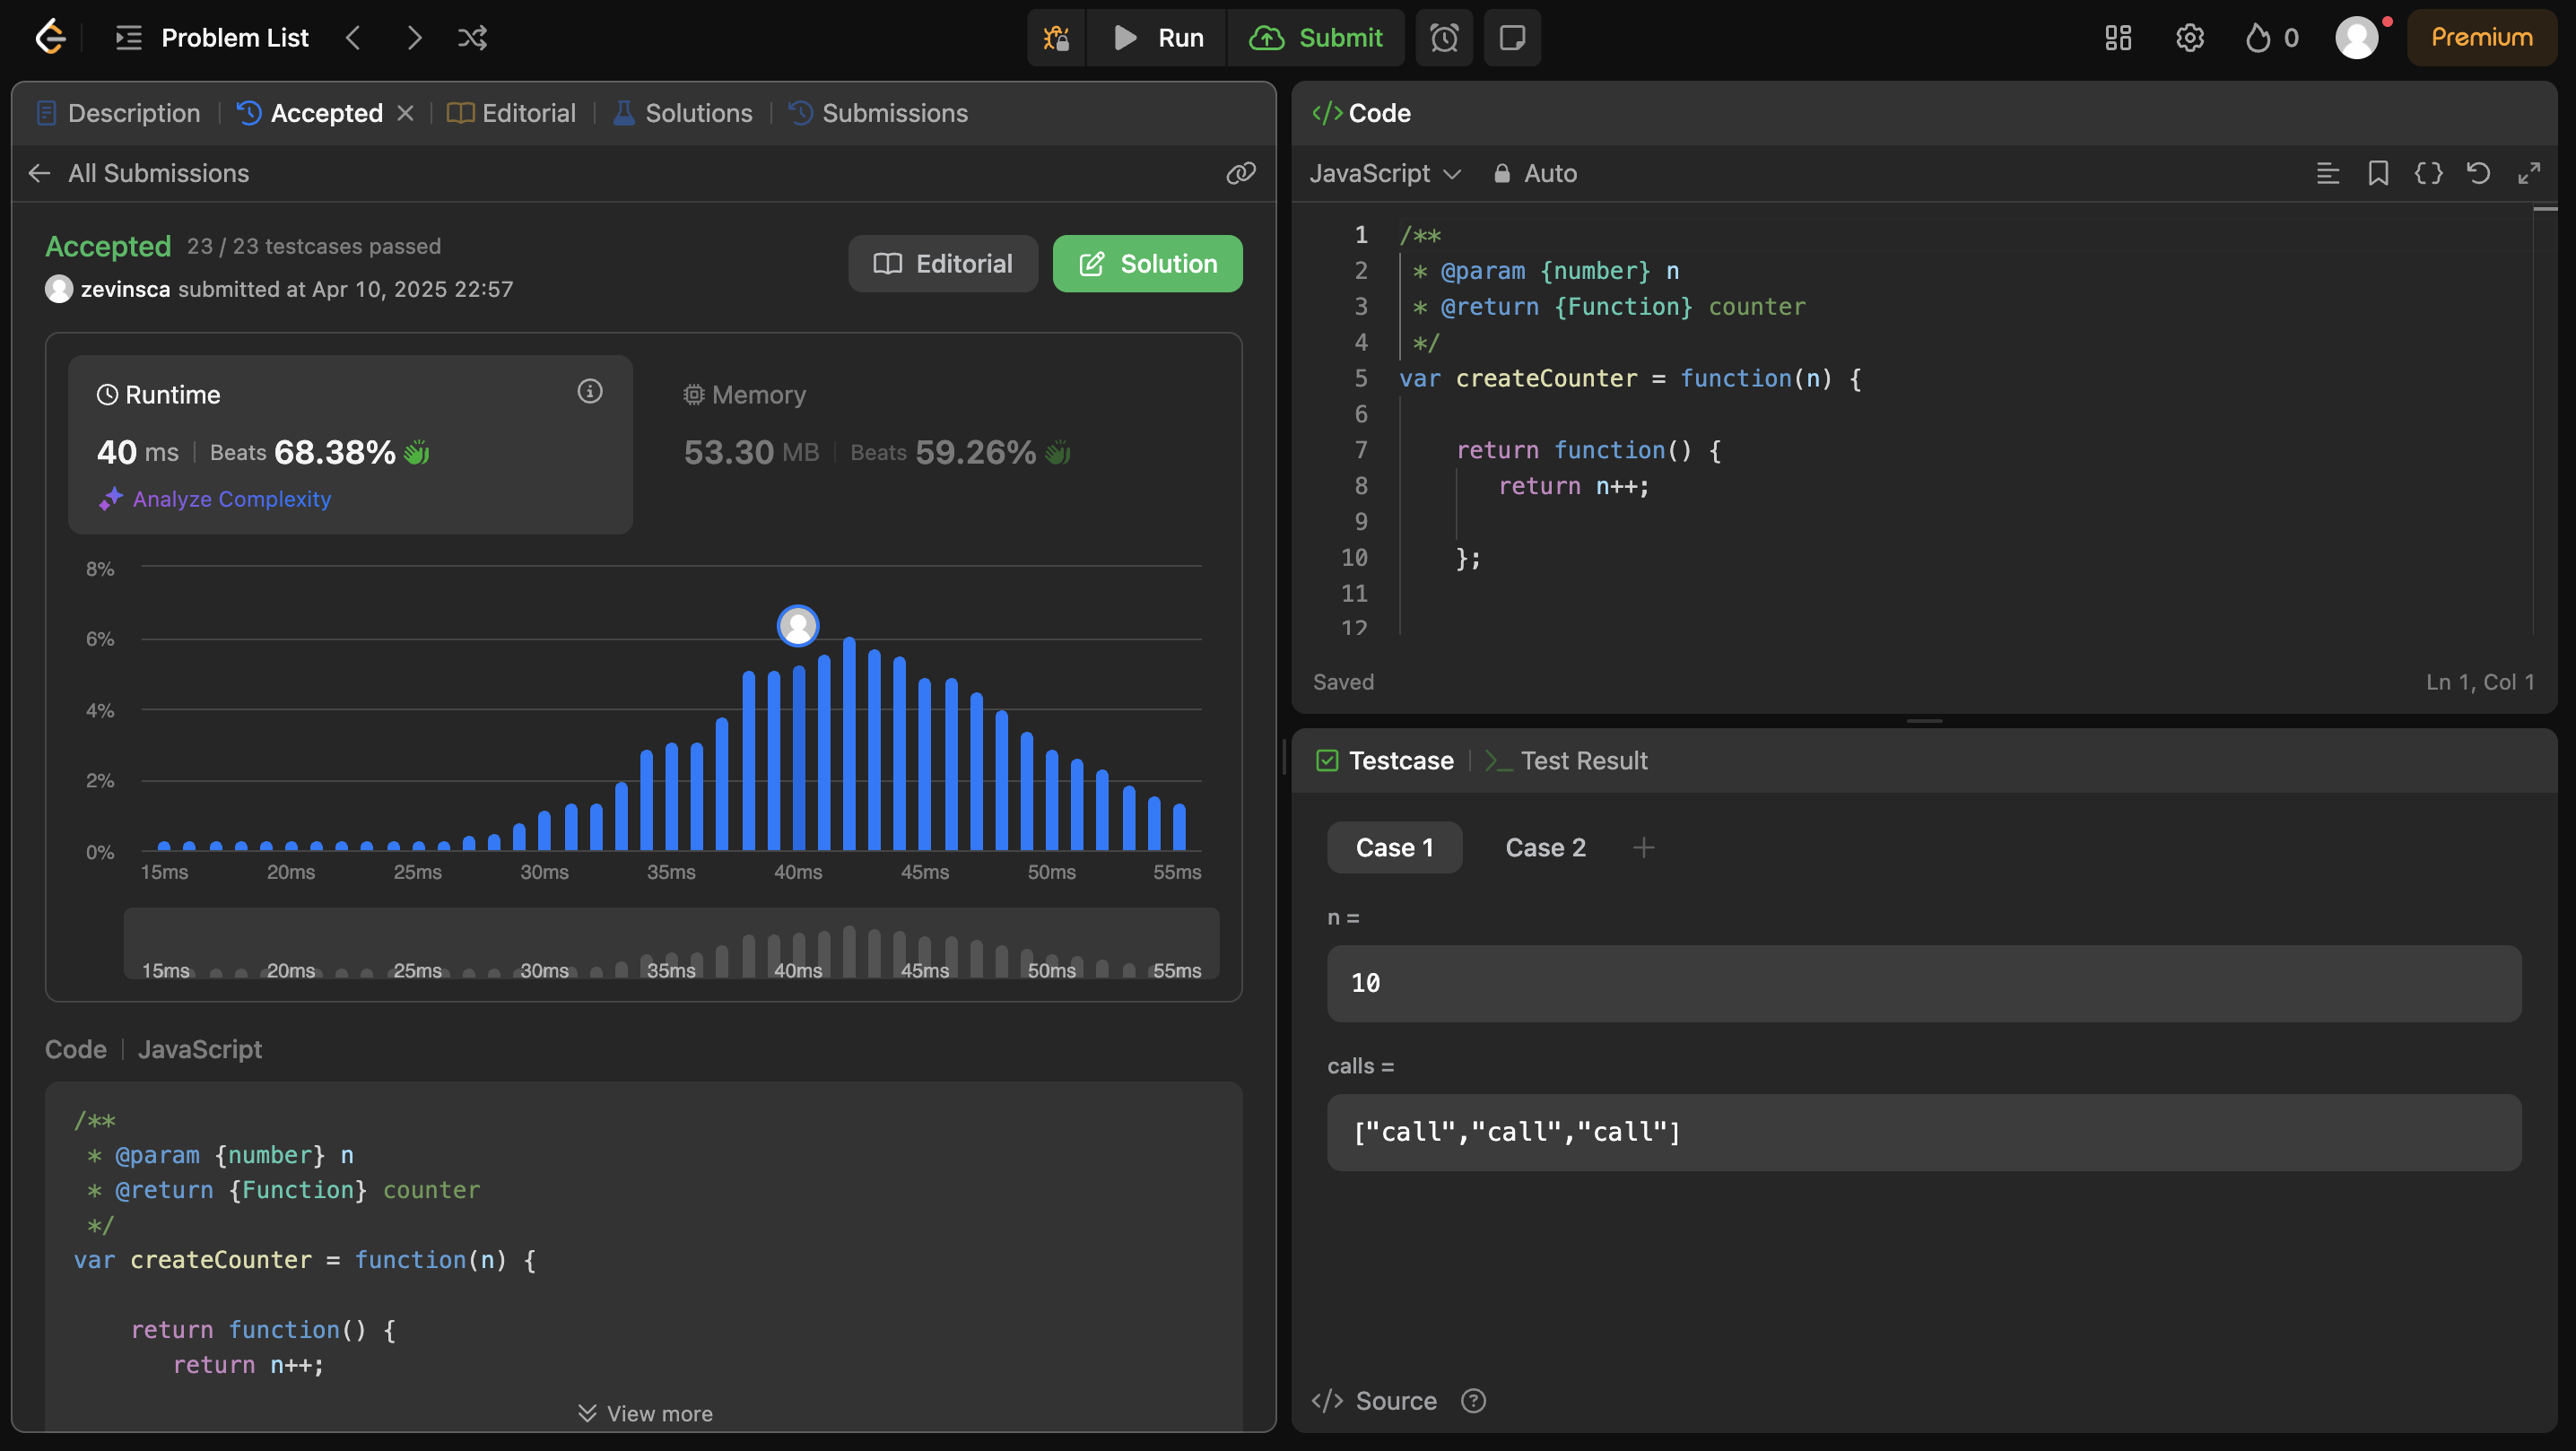 Problem List
Run
Submit
0
Premium
Description
Accepted
Editorial
Solutions
Submissions
All Submissions
Accepted 23 / 23 testcases passed
zevinsca submitted at Apr 10, 2025 22:57
Editorial
Solution
Runtime
40 ms Beats 68.38%
Analyze Complexity
Memory
53.30 MB Beats 59.26%
8%
6%
4%
2%
0%
15ms 20ms 25ms 30ms 35ms 40ms 45ms 50ms 55ms
15ms 20ms 25ms 30ms 35ms 40ms 45ms 50ms 55ms
Code JavaScript
/**
* @param {number} n
* @return {Function} counter
*/
var createCounter = function(n) {
return function() {
return n++;
View more
</> Code
JavaScript
Auto
1 /**
2 * @param {number} n
3 * @return {Function} counter
4 */
5 var createCounter = function(n) {
6
7 return function() {
8 return n++;
9
10 };
11
12
Saved
Ln 1, Col 1
Testcase
Test Result
Case 1
Case 2
n =
10
calls =
["call","call","call"]
</> Source